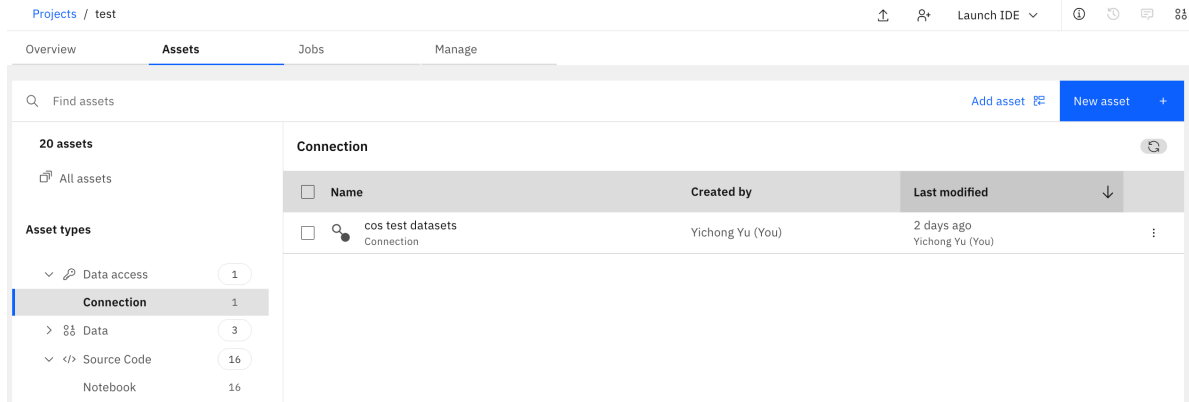 Projects / test
Launch IDE
Overview Assets Jobs Manage
Find assets
Add asset
New asset +
20 assets
All assets
Asset types
Data access 1
Connection 1
Data 3
Source Code 16
Notebook 16
Connection
Name Created by Last modified
cos test datasets Yichong Yu (You) 2 days ago
Connection Yichong Yu (You)